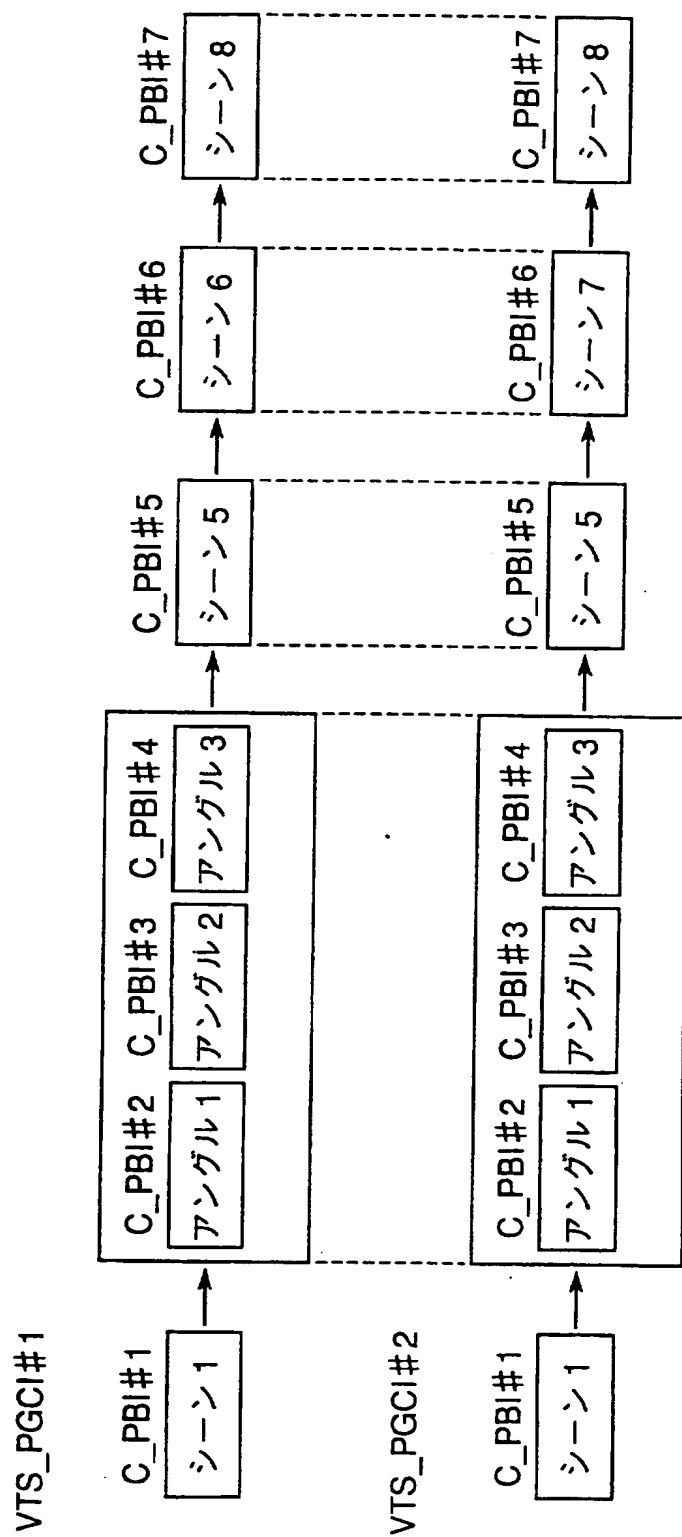 VTS_PGCI#1
C_PBI#1
シーン1
C_PBI#2
アングル1
C_PBI#3
アングル2
C_PBI#4
アングル3
C_PBI#5
シーン5
C_PBI#6
シーン6
C_PBI#7
シーン8
VTS_PGCI#2
C_PBI#1
シーン1
C_PBI#2
アングル1
C_PBI#3
アングル2
C_PBI#4
アングル3
C_PBI#5
シーン5
C_PBI#6
シーン7
C_PBI#7
シーン8